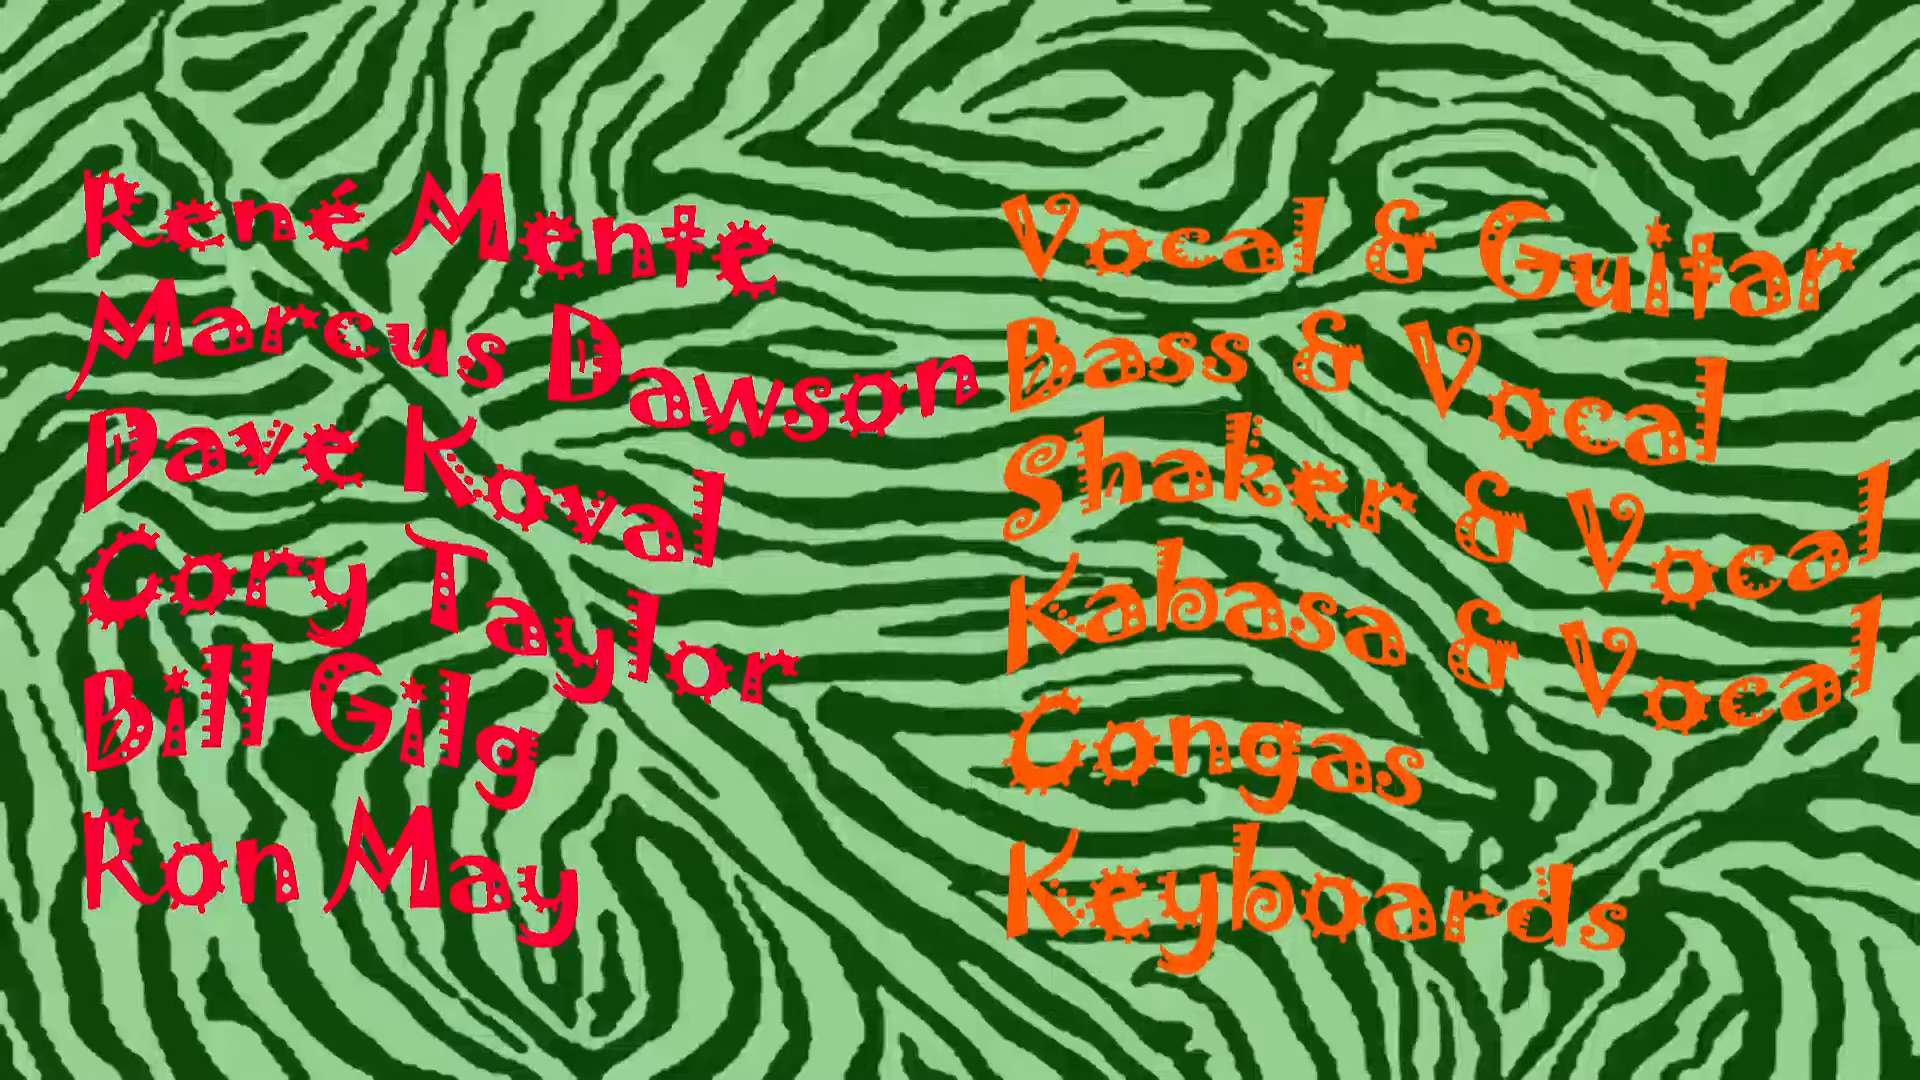 René Mente Vocal & Guitar
Marcus Dawson Bass & Vocal
Dave Koval Shaker & Vocal
Cory Taylor Kabasa & Vocal
Bill Gilg Congas
Ron May Keyboards